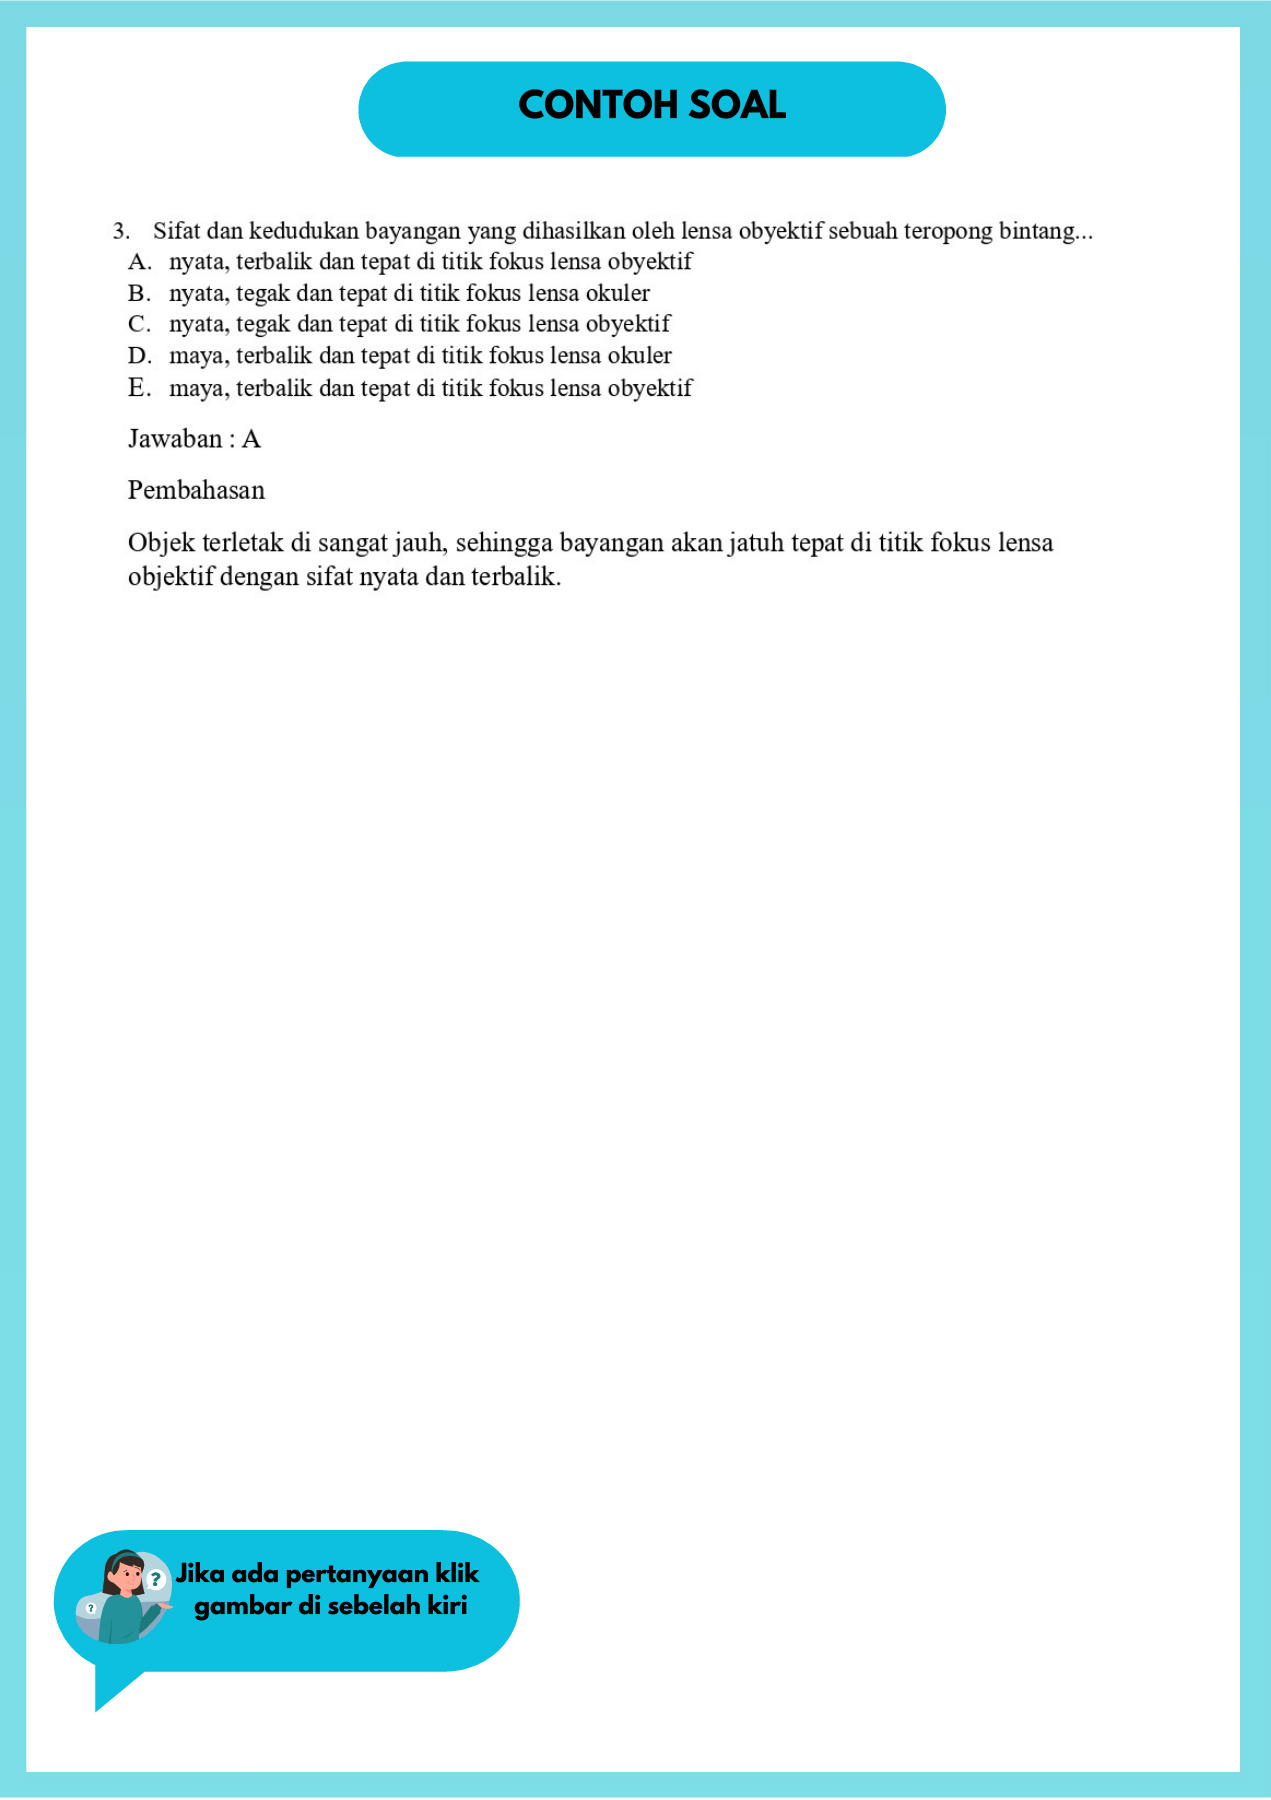 CONTOH SOAL
3. Sifat dan kedudukan bayangan yang dihasilkan oleh lensa obyektif sebuah teropong bintang...
A. nyata, terbalik dan tepat di titik fokus lensa obyektif
B. nyata, tegak dan tepat di titik fokus lensa okuler
C. nyata, tegak dan tepat di titik fokus lensa obyektif
D. maya, terbalik dan tepat di titik fokus lensa okuler
E. maya, terbalik dan tepat di titik fokus lensa obyektif
Jawaban : A
Pembahasan
Objek terletak di sangat jauh, sehingga bayangan akan jatuh tepat di titik fokus lensa
objektif dengan sifat nyata dan terbalik.
?
?
Jika ada pertanyaan klik
gambar di sebelah kiri